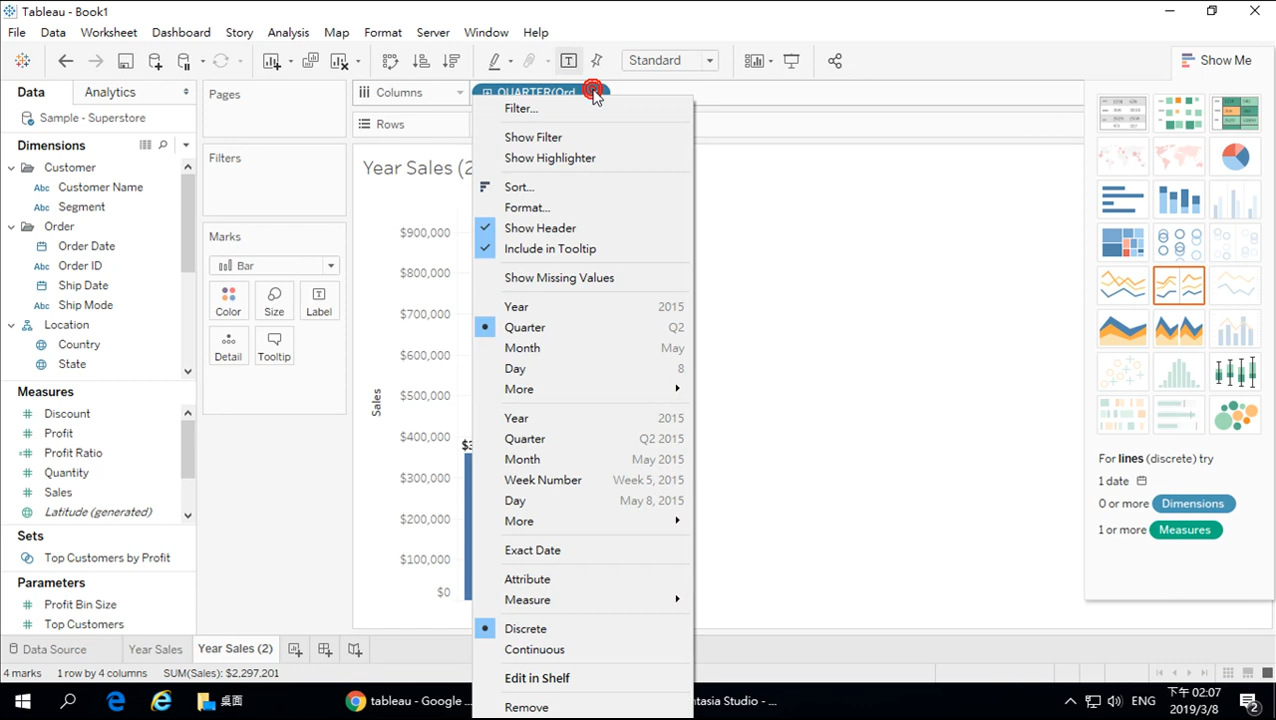 Tableau - Book1
File Data Worksheet Dashboard Story Analysis Map Format Server Window Help
Standard
Show Me
Data Analytics
Sample - Superstore
Dimensions
Customer
Abc Customer Name
Abc Segment
Order
Order Date
Abc Order ID
Ship Date
Abc Ship Mode
Location
Country
State
Measures
Discount
Profit
Profit Ratio
Quantity
Sales
Latitude (generated)
Sets
Top Customers by Profit
Parameters
Profit Bin Size
Top Customers
Pages
Filters
Marks
Bar
Color Size Label
Detail Tooltip
Columns
QUARTER(Ord
Rows
Year Sales (2
Sales
$900,000
$800,000
$700,000
$600,000
$500,000
$400,000
$300,000
$200,000
$100,000
$0
Filter...
Show Filter
Show Highlighter
Sort...
Format...
Show Header
Include in Tooltip
Show Missing Values
Year 2015
Quarter Q2
Month May
Day 8
More
Year 2015
Quarter Q2 2015
Month May 2015
Week Number Week 5, 2015
Day May 8, 2015
More
Exact Date
Attribute
Measure
Discrete
Continuous
Edit in Shelf
Remove
For lines (discrete) try
1 date
0 or more Dimensions
1 or more Measures
Data Source Year Sales Year Sales (2)
4 marks 1 row by 4 columns SUM(Sales): $2,297.201
桌面
tableau - Google ...
tasia Studio - ...
ENG
下午 02:07
2019/3/8
2